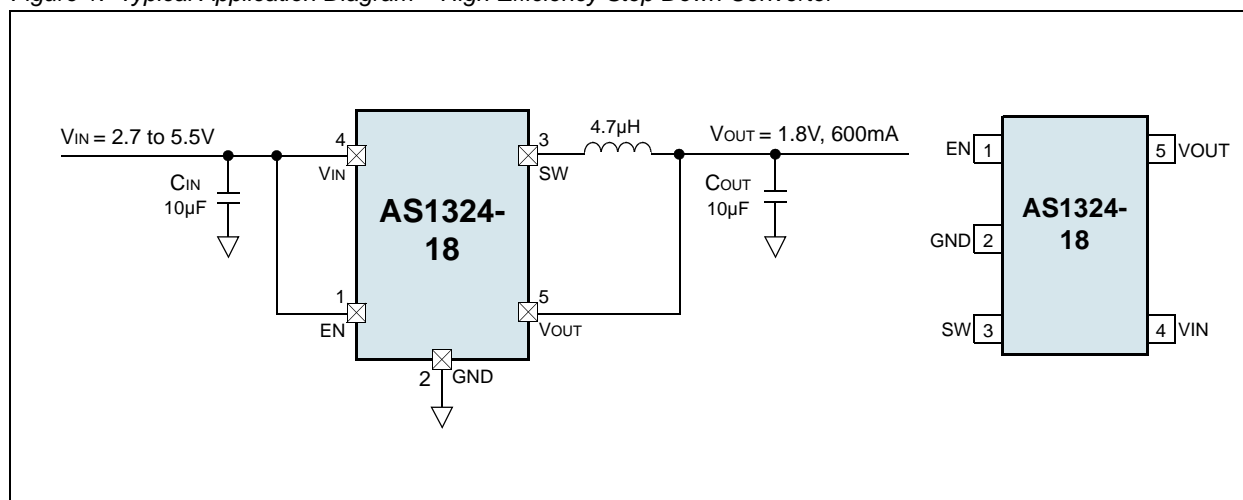 Figure 1. Typical Application Diagram – High Efficiency Step Down Converter
VIN = 2.7 to 5.5V
CIN
10µF
4
VIN
1
EN
AS1324-
18
2
GND
3
SW
4.7µH
5
VOUT
VOUT = 1.8V, 600mA
COUT
10µF
EN 1
GND 2
SW 3
AS1324-
18
5 VOUT
4 VIN